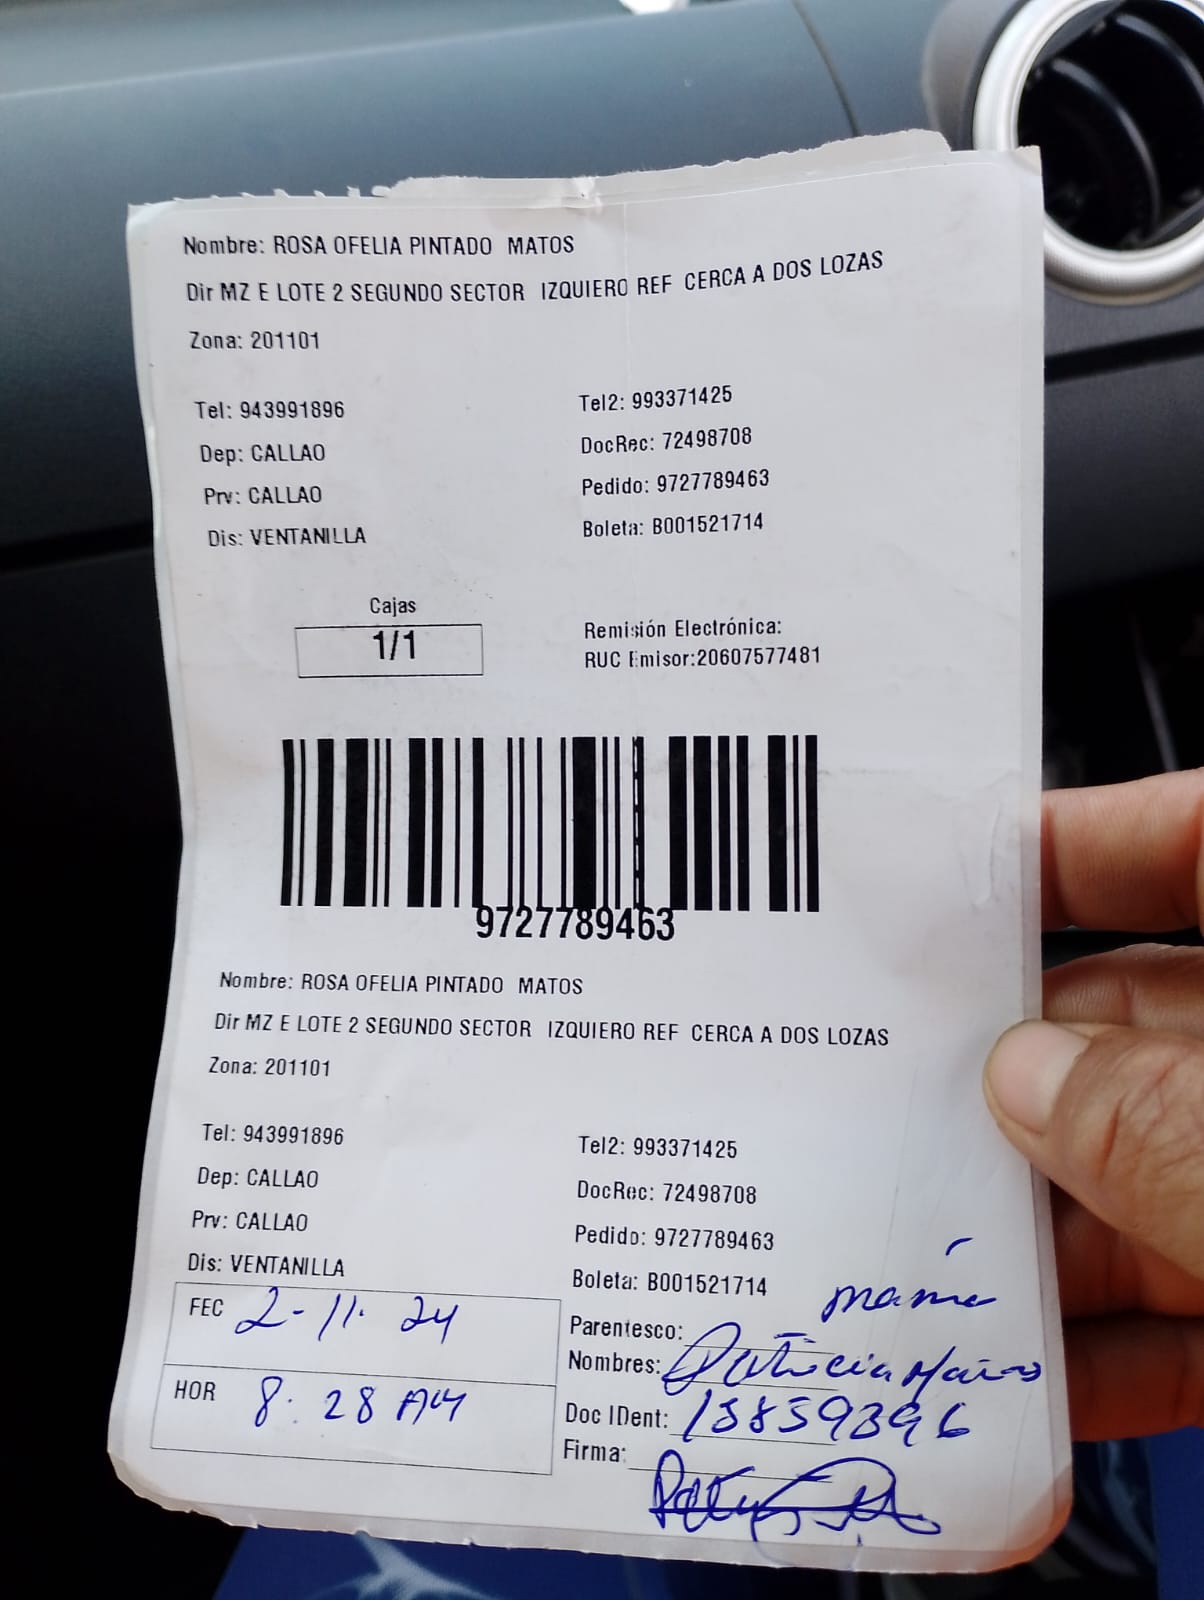 Nombre: ROSA OFELIA PINTADO MATOS
Dir MZ E LOTE 2 SEGUNDO SECTOR IZQUIERO REF CERCA A DOS LOZAS
Zona: 201101
Tel: 943991896 Tel2: 993371425
Dep: CALLAO DocRec: 72498708
Prv: CALLAO Pedido: 9727789463
Dis: VENTANILLA Boleta: B001521714
Cajas
1/1
Remisión Electrónica:
RUC Emisor:20607577481
9727789463
Nombre: ROSA OFELIA PINTADO MATOS
Dir MZ E LOTE 2 SEGUNDO SECTOR IZQUIERO REF CERCA A DOS LOZAS
Zona: 201101
Tel: 943991896 Tel2: 993371425
Dep: CALLAO DocRec: 72498708
Prv: CALLAO Pedido: 9727789463
Dis: VENTANILLA Boleta: B001521714
FEC 2-11. 24
HOR 8:28 AM
Parentesco: mamá
Nombres: Patricia
Doc IDent:
Firma: